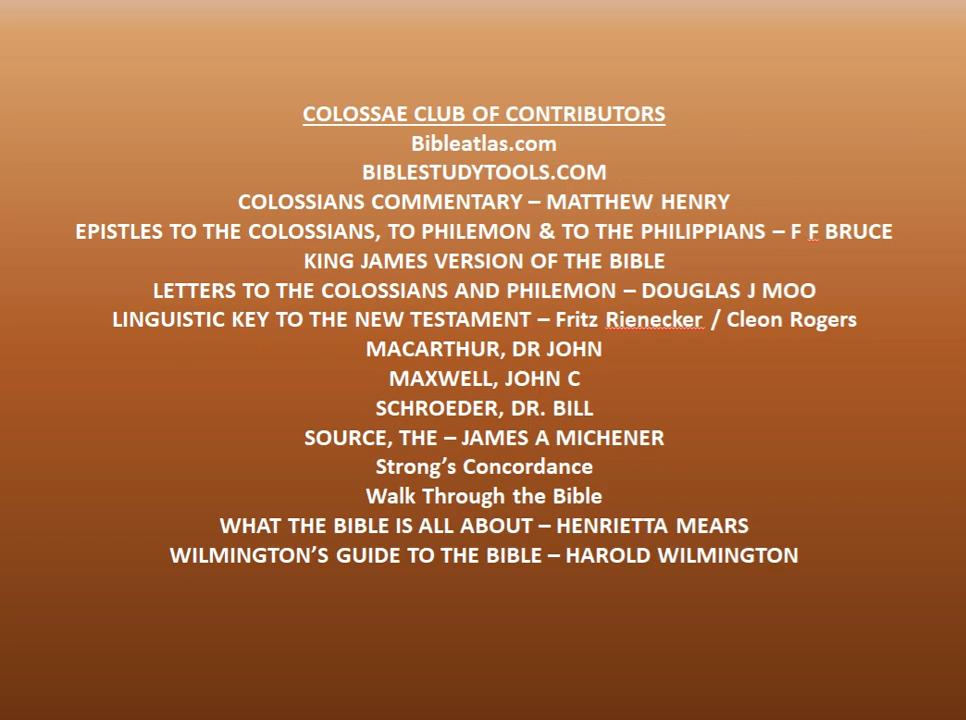 COLOSSAE CLUB OF CONTRIBUTORS
Bibleatlas.com
BIBLESTUDYTOOLS.COM
COLOSSIANS COMMENTARY – MATTHEW HENRY
EPISTLES TO THE COLOSSIANS, TO PHILEMON & TO THE PHILIPPIANS – F F BRUCE
KING JAMES VERSION OF THE BIBLE
LETTERS TO THE COLOSSIANS AND PHILEMON – DOUGLAS J MOO
LINGUISTIC KEY TO THE NEW TESTAMENT – Fritz Rienecker / Cleon Rogers
MACARTHUR, DR JOHN
MAXWELL, JOHN C
SCHROEDER, DR. BILL
SOURCE, THE – JAMES A MICHENER
Strong’s Concordance
Walk Through the Bible
WHAT THE BIBLE IS ALL ABOUT – HENRIETTA MEARS
WILMINGTON’S GUIDE TO THE BIBLE – HAROLD WILMINGTON